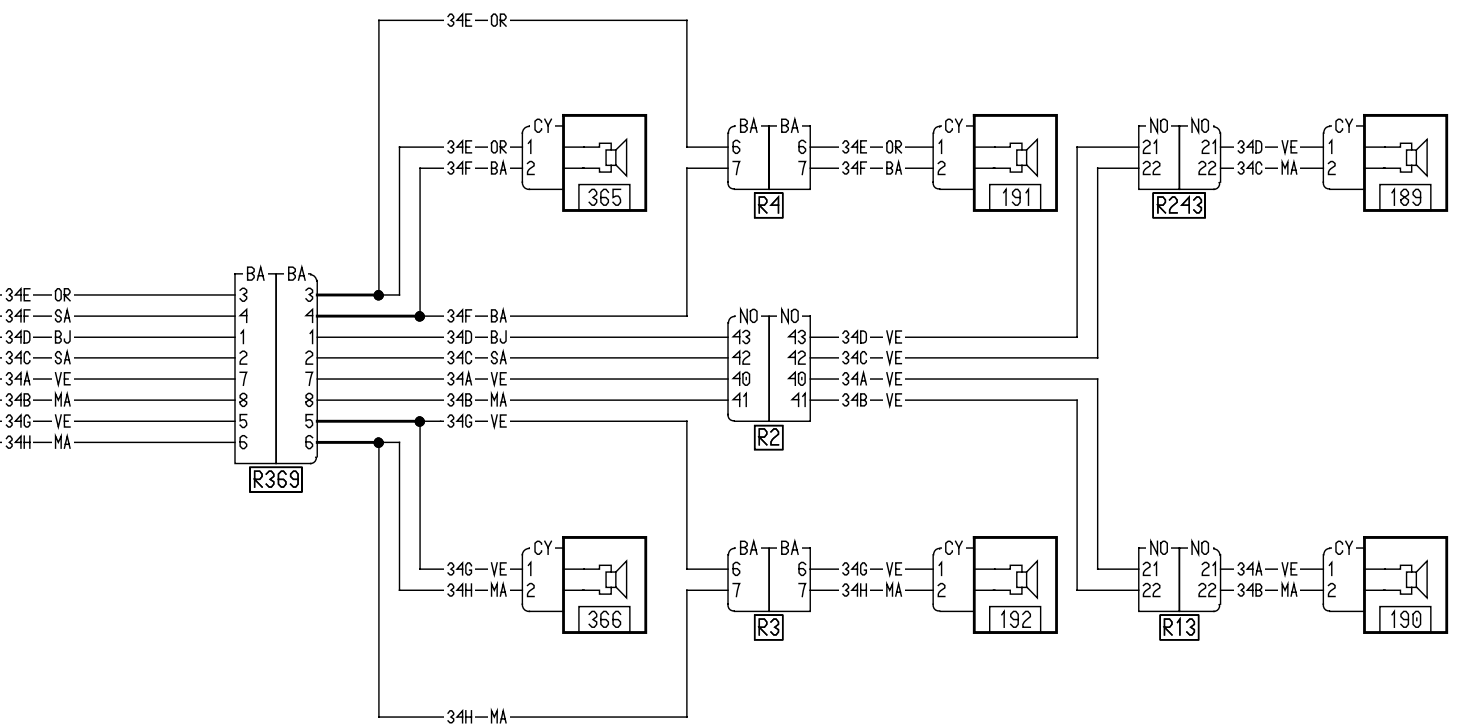 34E OR
CY
34E OR 1
34F BA 2
365
BA BA
6 6 34E OR
7 7 34F BA
R4
CY
1
2
191
NO NO
21 21 34D VE
22 22 34C MA
R243
CY
1
2
189
BA BA
34E OR 3 3
34F SA 4 4 34F BA
34D BJ 1 1 34D BJ
34C SA 2 2 34C SA
34A VE 7 7 34A VE
34B MA 8 8 34B MA
34G VE 5 5 34G VE
34H MA 6 6
R369
NO NO
43 43 34D VE
42 42 34C VE
40 40 34A VE
41 41 34B VE
R2
CY
34G VE 1
34H MA 2
366
BA BA
6 6 34G VE
7 7 34H MA
R3
CY
1
2
192
NO NO
21 21 34A VE
22 22 34B MA
R13
CY
1
2
190
34H MA